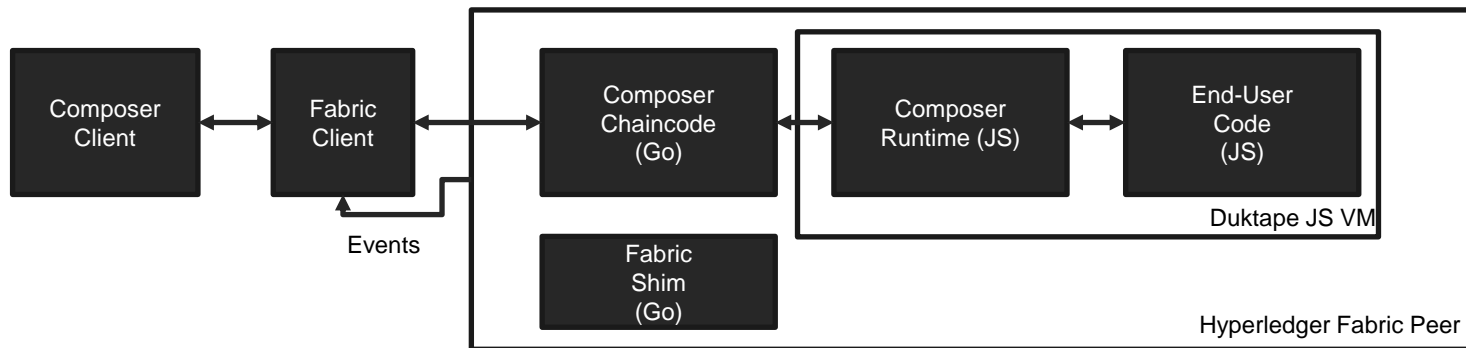 Composer
Client
Fabric
Client
Composer
Chaincode
(Go)
Composer
Runtime (JS)
End-User
Code
(JS)
Duktape JS VM
Events
Fabric
Shim
(Go)
Hyperledger Fabric Peer